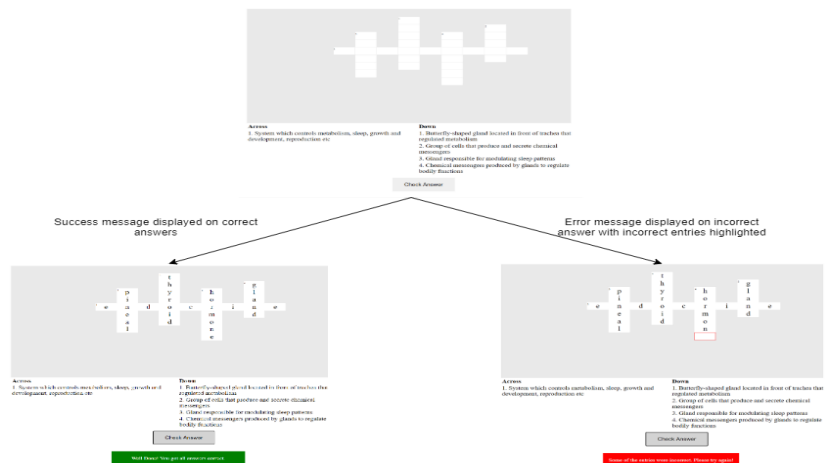 Across
1. System which controls metabolism, sleep, growth and
development, reproduction etc
Down
1. Butterfly-shaped gland located in front of trachea that
regulated metabolism
2. Group of cells that produce and secrete chemical
messengers
3. Gland responsible for modulating sleep patterns
4. Chemical messengers produced by glands to regulate
bodily functions
Check Answer
Success message displayed on correct
answers
Error message displayed on incorrect
answer with incorrect entries highlighted
t
h
p y h g
i r o l
e n d o c r i n e
e i m n
a d o d
l n
e
Across
1. System which controls metabolism, sleep, growth and
development, reproduction etc
Down
1. Butterfly-shaped gland located in front of trachea that
regulated metabolism
2. Group of cells that produce and secrete chemical
messengers
3. Gland responsible for modulating sleep patterns
4. Chemical messengers produced by glands to regulate
bodily functions
Check Answer
Well Done! You got all answers correct
t
h
p y h g
i r o l
e n d o c r i n e
e i m n
a d o d
l n
Across
1. System which controls metabolism, sleep, growth and
development, reproduction etc
Down
1. Butterfly-shaped gland located in front of trachea that
regulated metabolism
2. Group of cells that produce and secrete chemical
messengers
3. Gland responsible for modulating sleep patterns
4. Chemical messengers produced by glands to regulate
bodily functions
Check Answer
Some of the entries were incorrect. Please try again!